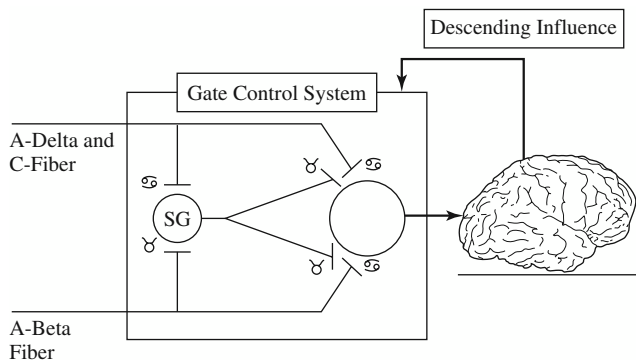 Descending Influence
Gate Control System
A-Delta and
C-Fiber
♉ ♋
♋
SG
♉
♉ ♋
A-Beta
Fiber